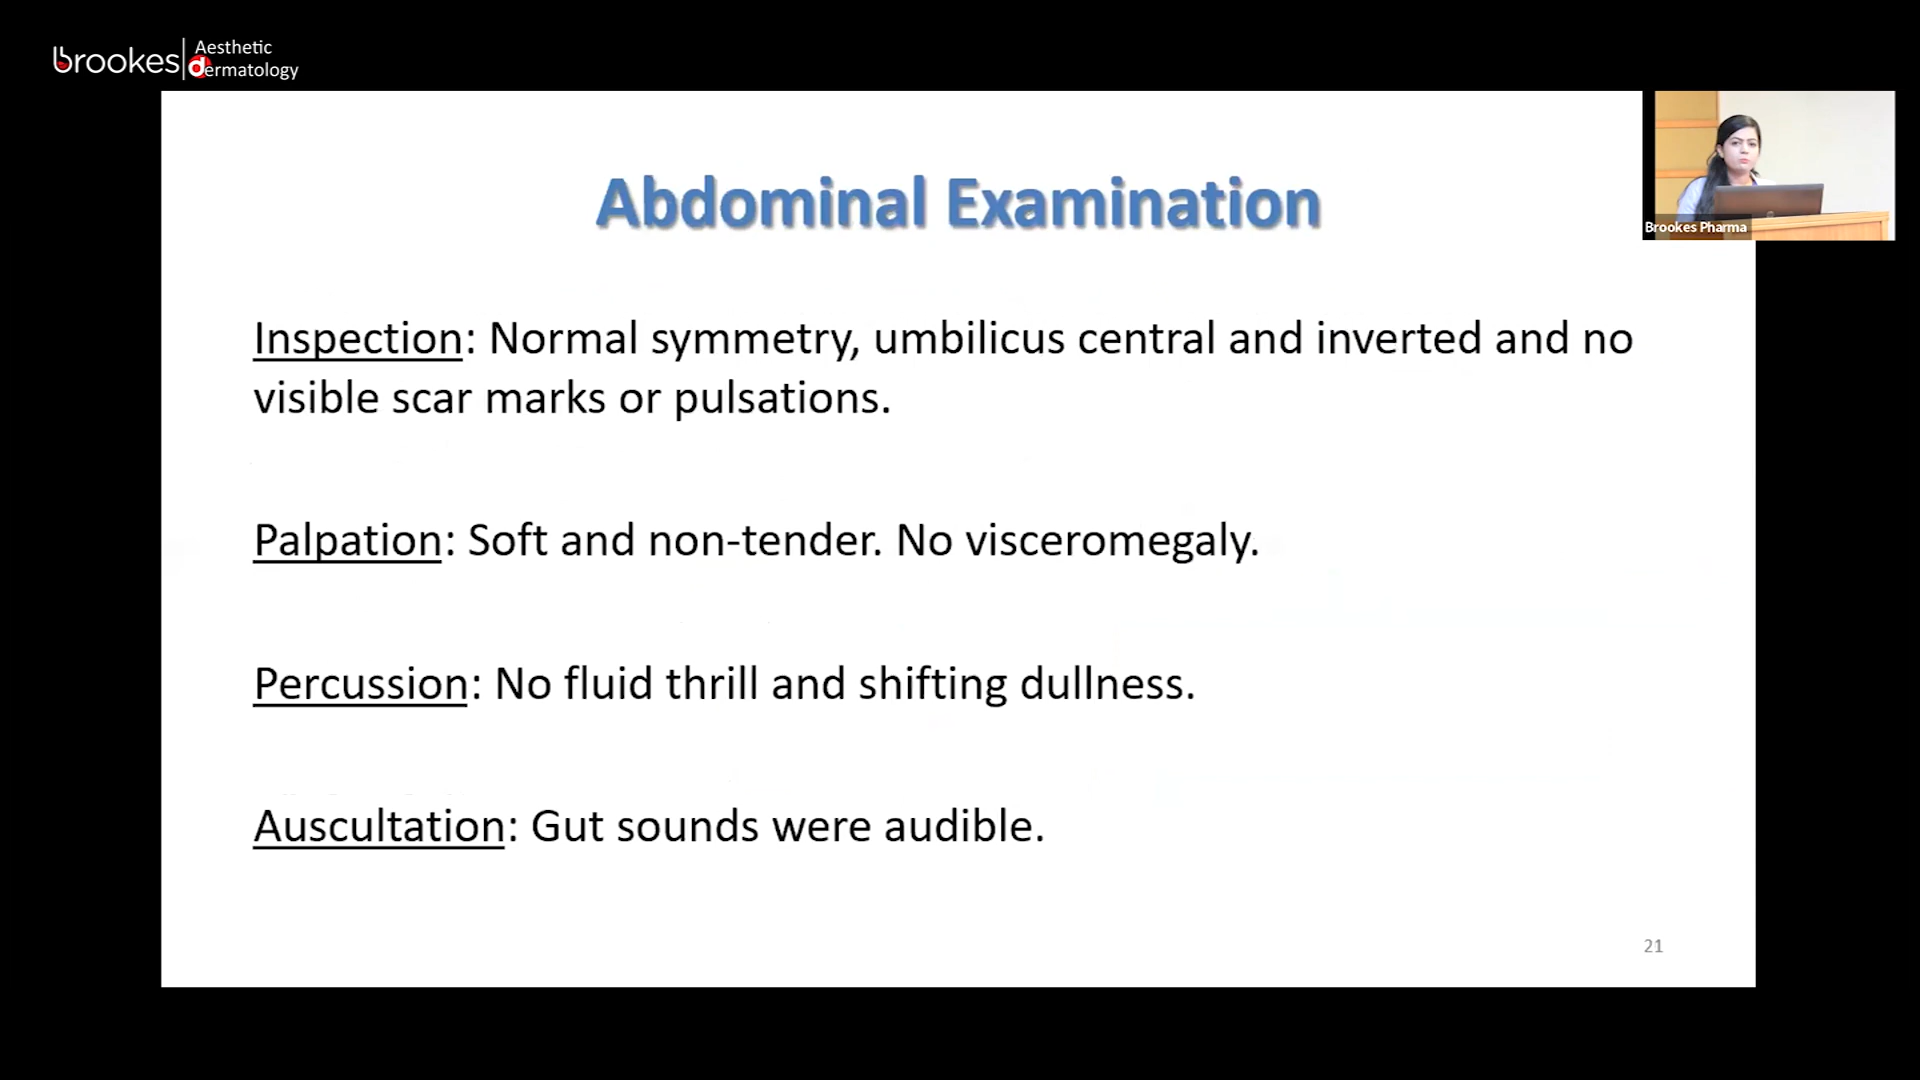 brookes
Aesthetic
dermatology
Abdominal Examination
Brookes Pharma
Inspection: Normal symmetry, umbilicus central and inverted and no
visible scar marks or pulsations.
Palpation: Soft and non-tender. No visceromegaly.
Percussion: No fluid thrill and shifting dullness.
Auscultation: Gut sounds were audible.
21